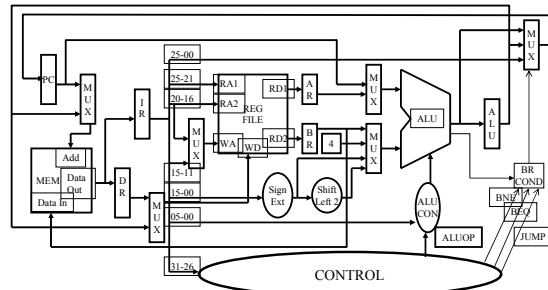 25-00
M
U
X
PC
M
U
X
I
R
25-21
20-16
RA1
RA2
RD1
REG
FILE
A
R
M
U
X
ALU
A
L
U
M
U
X
WA
WD
RD2
B
R
4
M
U
X
Add
MEM
Data
Out
Data In
D
R
M
U
X
15-11
15-00
05-00
Sign
Ext
Shift
Left 2
ALU
CON
ALUOP
BR
COND
BNE
BEQ
JUMP
31-26
CONTROL